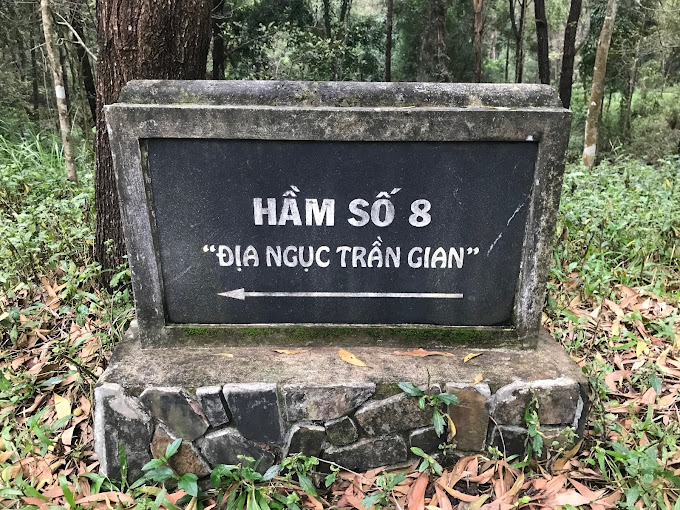 HẦM SỐ 8
“ĐỊA NGỤC TRẦN GIAN”